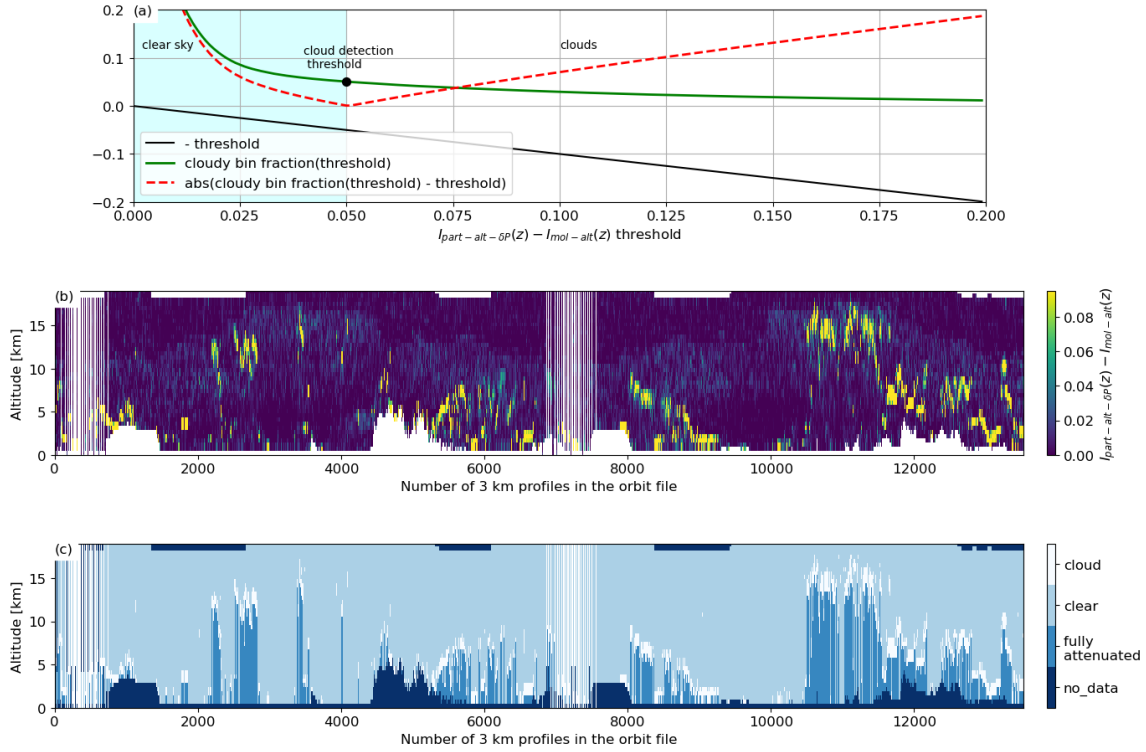 (a)
0.2
0.1
0.0
−0.1
−0.2
clear sky
cloud detection
threshold
clouds
- threshold
cloudy bin fraction(threshold)
abs(cloudy bin fraction(threshold) - threshold)
0.000 0.025 0.050 0.075 0.100 0.125 0.150 0.175 0.200
I_{part−alt−δP}(z) − I_{mol−alt}(z) threshold
(b)
Altitude [km]
15
10
5
0
0 2000 4000 6000 8000 10000 12000
Number of 3 km profiles in the orbit file
0.08
0.06
0.04
0.02
0.00
I_{part−alt−δP}(z) − I_{mol−alt}(z)
(c)
Altitude [km]
15
10
5
0
0 2000 4000 6000 8000 10000 12000
Number of 3 km profiles in the orbit file
cloud
clear
fully
attenuated
no_data